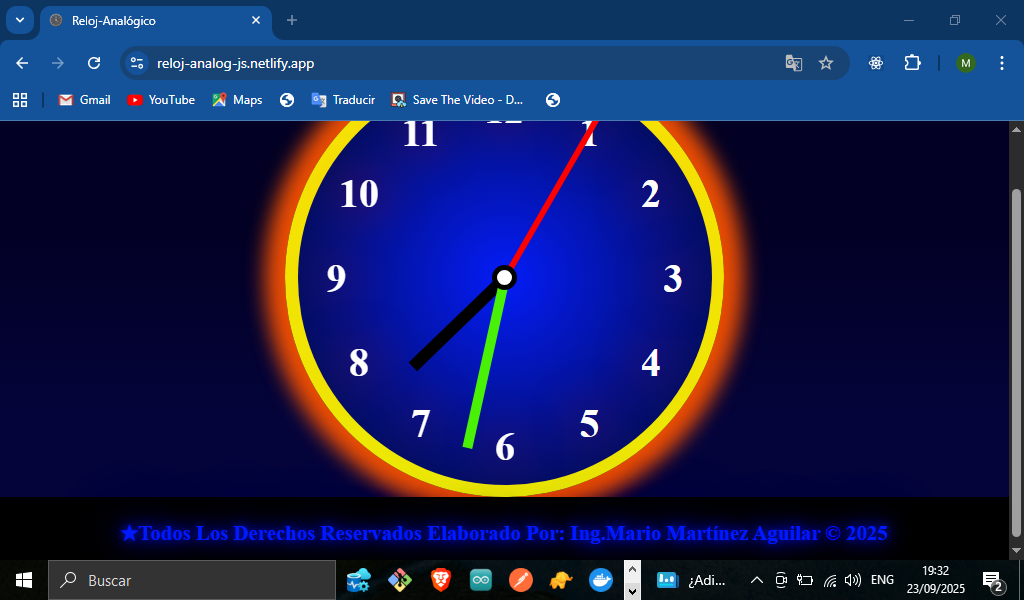 Reloj-Analógico
reloj-analog-js.netlify.app
M
Gmail YouTube Maps Traducir Save The Video - D...
12
11 1
10 2
9 3
8 4
7 5
6
★Todos Los Derechos Reservados Elaborado Por: Ing.Mario Martínez Aguilar © 2025
Buscar ¿Adi... ENG 19:32
23/09/2025
2